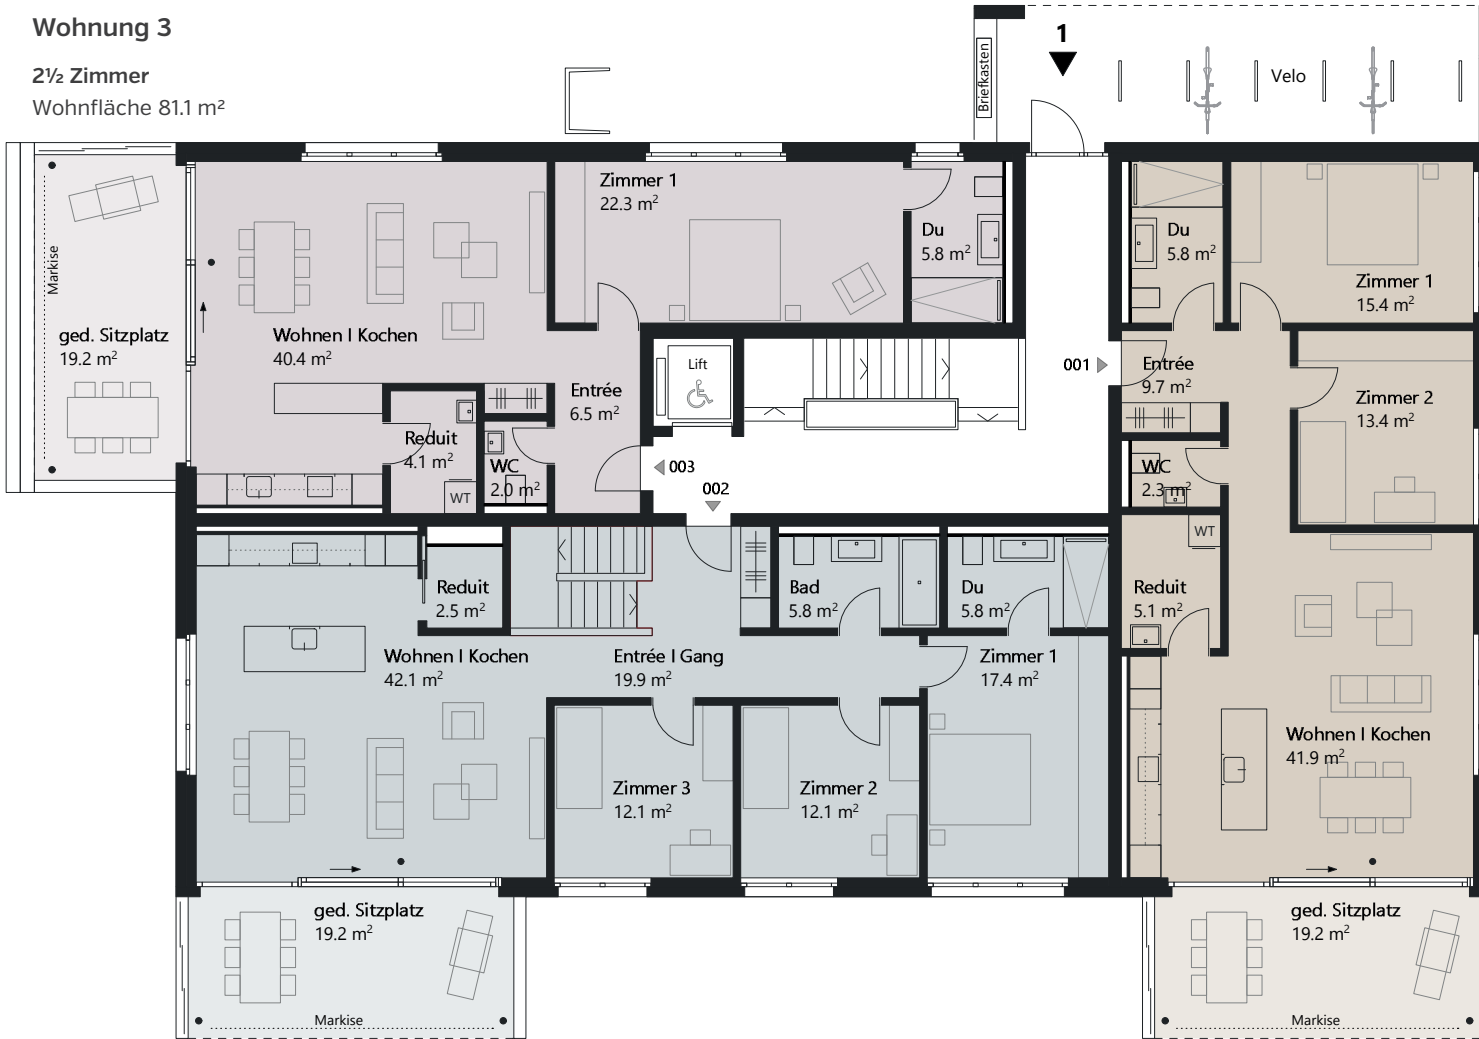 Wohnung 3
2½ Zimmer
Wohnfläche 81.1 m²
1
Briefkasten
Velo
Markise
ged. Sitzplatz
19.2 m²
Wohnen I Kochen
40.4 m²
Zimmer 1
22.3 m²
Du
5.8 m²
Entrée
6.5 m²
Reduit
4.1 m²
WT
WC
2.0 m²
Lift
003
002
001
Du
5.8 m²
Zimmer 1
15.4 m²
Entrée
9.7 m²
Zimmer 2
13.4 m²
WC
2.3 m²
WT
Reduit
5.1 m²
Wohnen I Kochen
41.9 m²
ged. Sitzplatz
19.2 m²
Markise
Reduit
2.5 m²
Bad
5.8 m²
Du
5.8 m²
Wohnen I Kochen
42.1 m²
Entrée I Gang
19.9 m²
Zimmer 1
17.4 m²
Zimmer 3
12.1 m²
Zimmer 2
12.1 m²
ged. Sitzplatz
19.2 m²
Markise